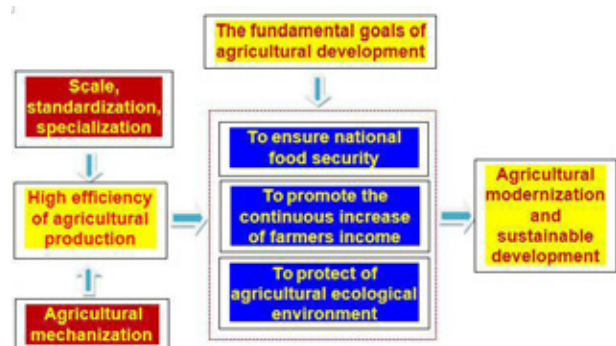 The fundamental goals of
agricultural development
Scale,
standardization,
specialization
To ensure national
food security
High efficiency
of agricultural
production
To promote the
continuous increase
of farmers income
Agricultural
modernization
and
sustainable
development
To protect of
agricultural ecological
environment
Agricultural
mechanization